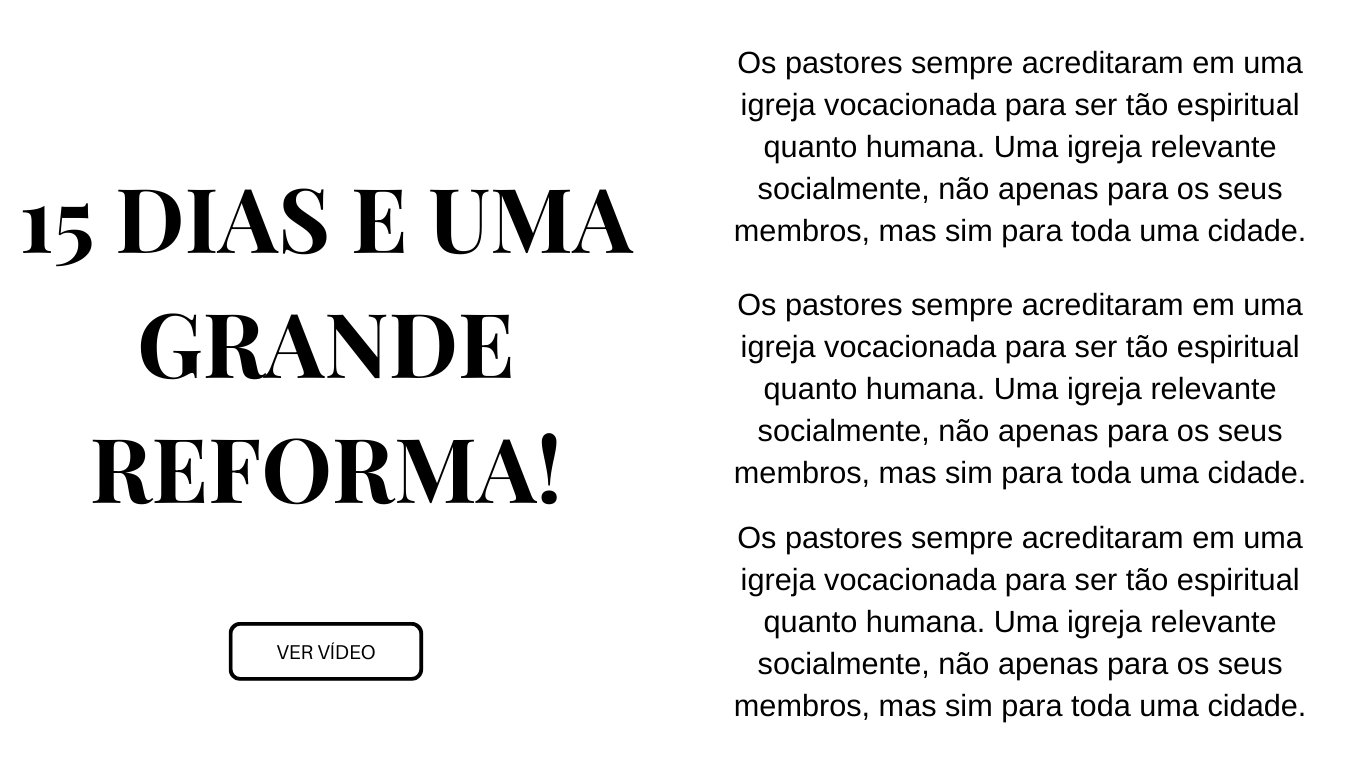 15 DIAS E UMA
GRANDE
REFORMA!
VER VÍDEO
Os pastores sempre acreditaram em uma
igreja vocacionada para ser tão espiritual
quanto humana. Uma igreja relevante
socialmente, não apenas para os seus
membros, mas sim para toda uma cidade.
Os pastores sempre acreditaram em uma
igreja vocacionada para ser tão espiritual
quanto humana. Uma igreja relevante
socialmente, não apenas para os seus
membros, mas sim para toda uma cidade.
Os pastores sempre acreditaram em uma
igreja vocacionada para ser tão espiritual
quanto humana. Uma igreja relevante
socialmente, não apenas para os seus
membros, mas sim para toda uma cidade.